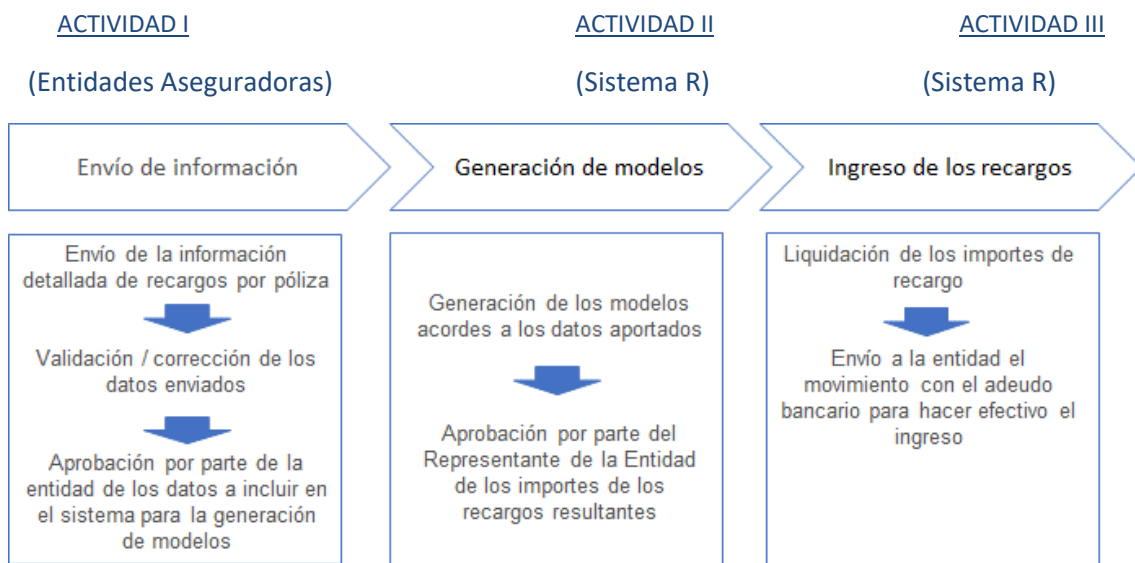 ACTIVIDAD I
(Entidades Aseguradoras)
Envío de información
Envío de la información
detallada de recargos por póliza
Validación / corrección de los
datos enviados
Aprobación por parte de la
entidad de los datos a incluir en
el sistema para la generación
de modelos
ACTIVIDAD II
(Sistema R)
Generación de modelos
Generación de los modelos
acordes a los datos aportados
Aprobación por parte del
Representante de la Entidad
de los importes de los
recargos resultantes
ACTIVIDAD III
(Sistema R)
Ingreso de los recargos
Liquidación de los importes de
recargo
Envío a la entidad el
movimiento con el adeudo
bancario para hacer efectivo el
ingreso